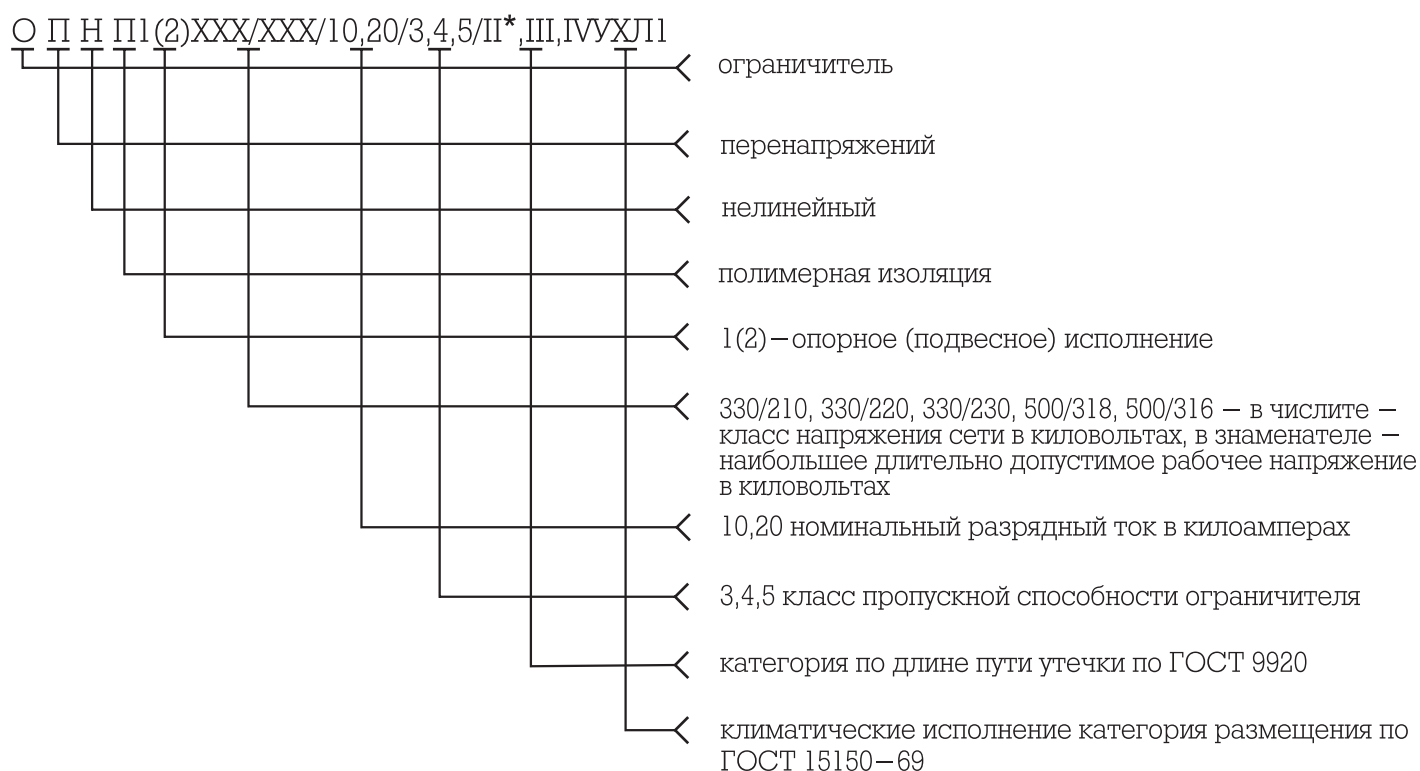 О П Н П1(2)ХХХ/ХХХ/10,20/3,4,5/II*,III,IVУХЛ1
ограничитель
перенапряжений
нелинейный
полимерная изоляция
1(2)—опорное (подвесное) исполнение
330/210, 330/220, 330/230, 500/318, 500/316 — в числите —
класс напряжения сети в киловольтах, в знаменателе —
наибольшее длительно допустимое рабочее напряжение
в киловольтах
10,20 номинальный разрядный ток в килоамперах
3,4,5 класс пропускной способности ограничителя
категория по длине пути утечки по ГОСТ 9920
климатические исполнение категория размещения по
ГОСТ 15150—69